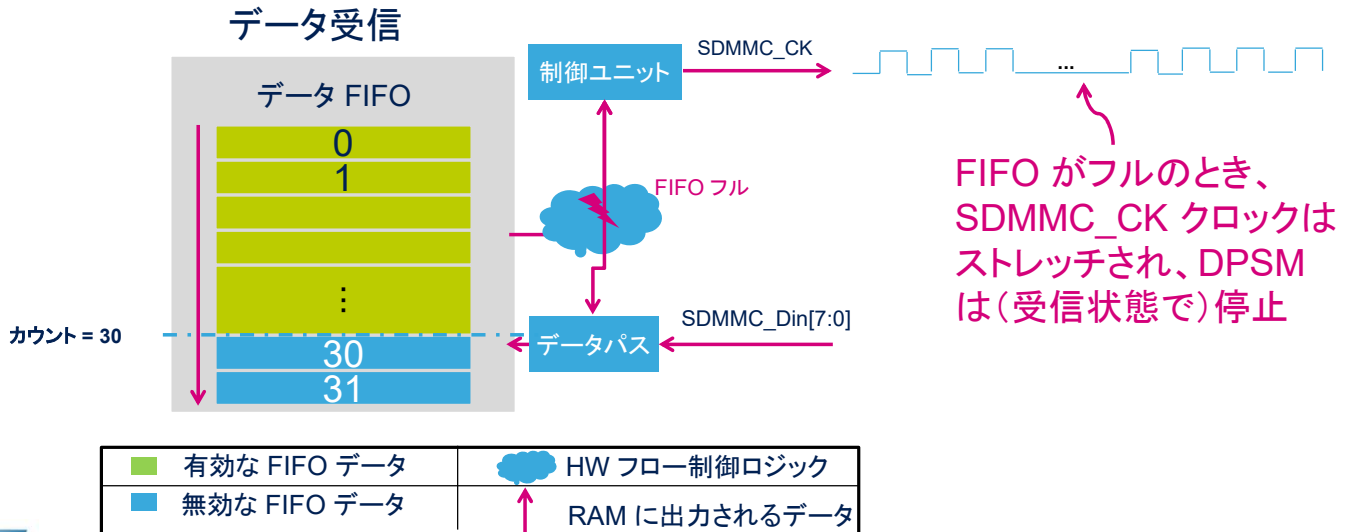 データ受信
データ FIFO
0
1
⋮
カウント = 30
30
31
制御ユニット
SDMMC_CK
...
FIFO フル
データパス
SDMMC_Din[7:0]
FIFO がフルのとき、
SDMMC_CK クロックは
ストレッチされ、DPSM
は（受信状態で）停止
有効な FIFO データ
HW フロー制御ロジック
無効な FIFO データ
RAM に出力されるデータ